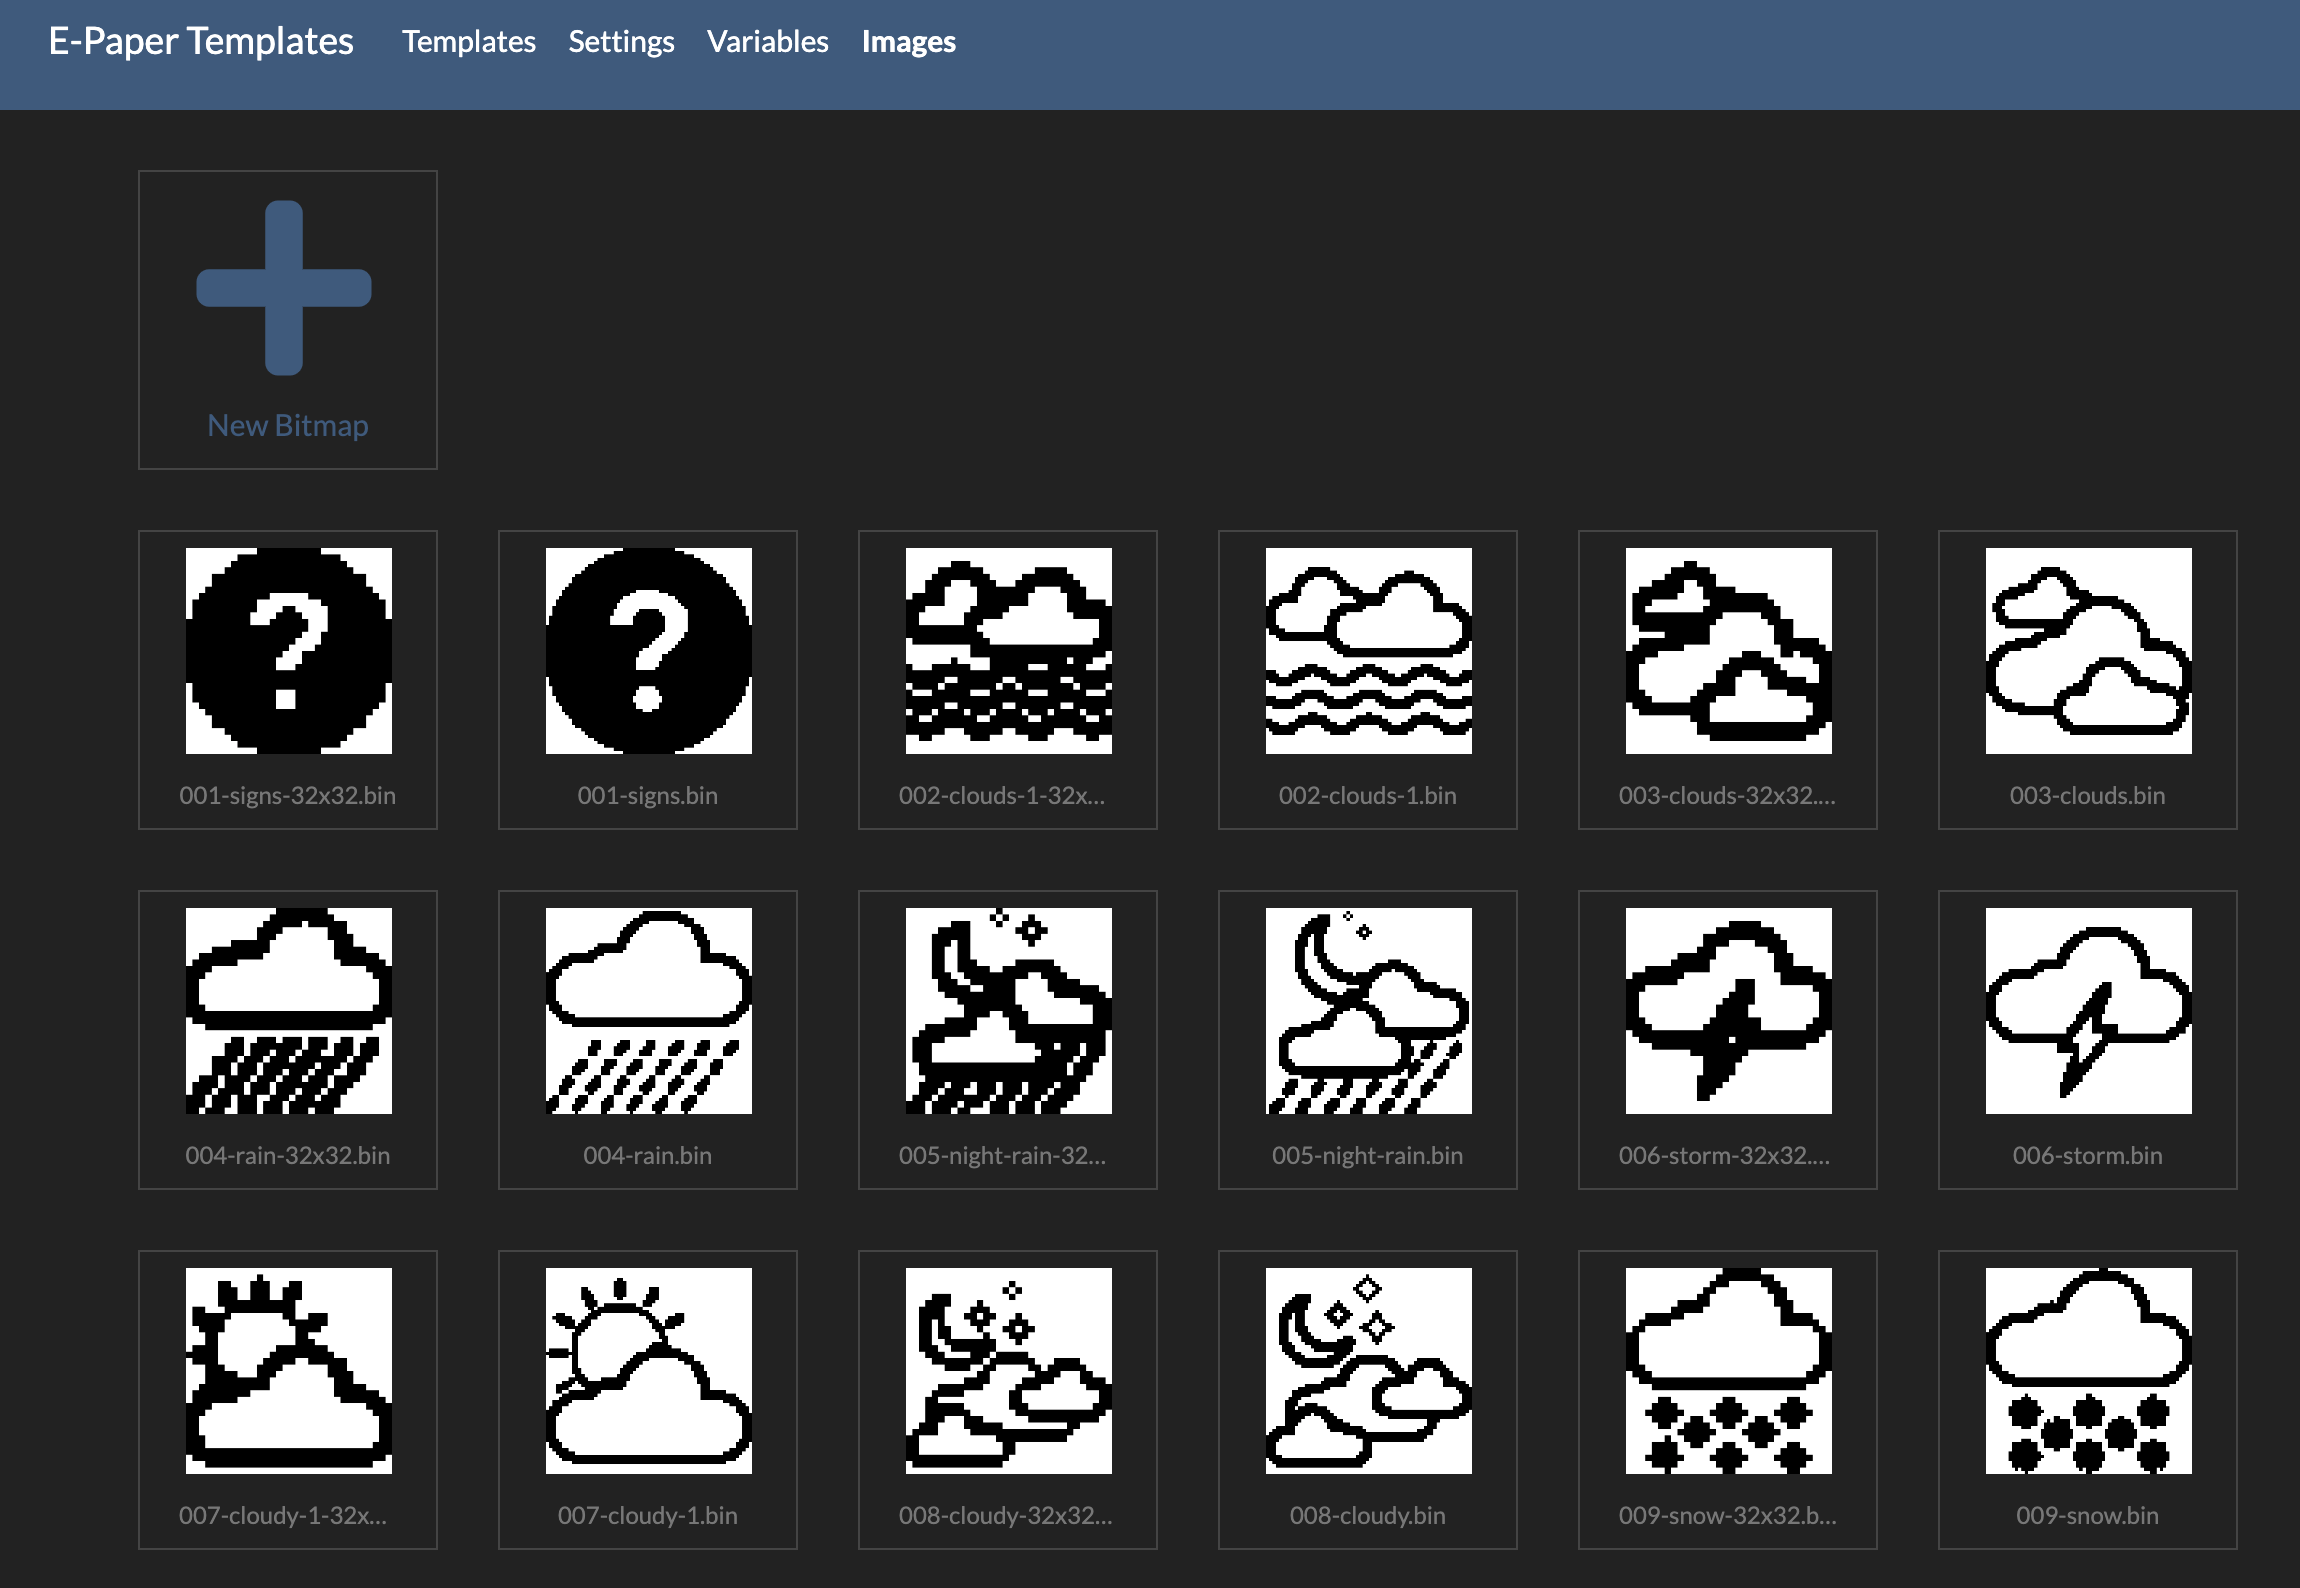 E-Paper Templates Templates Settings Variables Images
New Bitmap
001-signs-32x32.bin 001-signs.bin 002-clouds-1-32x... 002-clouds-1.bin 003-clouds-32x32.... 003-clouds.bin
004-rain-32x32.bin 004-rain.bin 005-night-rain-32... 005-night-rain.bin 006-storm-32x32.... 006-storm.bin
007-cloudy-1-32x... 007-cloudy-1.bin 008-cloudy-32x32... 008-cloudy.bin 009-snow-32x32.b... 009-snow.bin